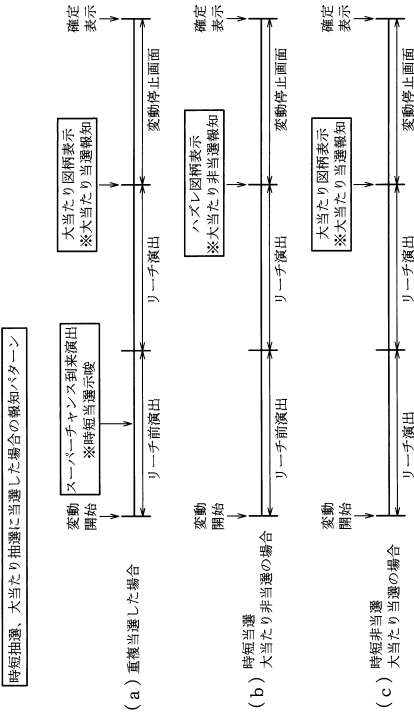 時短抽選、大当たり抽選に当選した場合の報知パターン
(a)重複当選した場合
変動
開始
スーパーチャンス到来演出
※時短当選示唆
大当たり図柄表示
※大当たり当選報知
確定
表示
リーチ前演出
リーチ演出
変動停止画面
(b)時短当選
大当たり非当選の場合
変動
開始
ハズレ図柄表示
※大当たり非当選報知
確定
表示
リーチ前演出
リーチ演出
変動停止画面
(c)時短非当選
大当たり当選の場合
変動
開始
大当たり図柄表示
※大当たり当選報知
確定
表示
リーチ演出
リーチ演出
変動停止画面